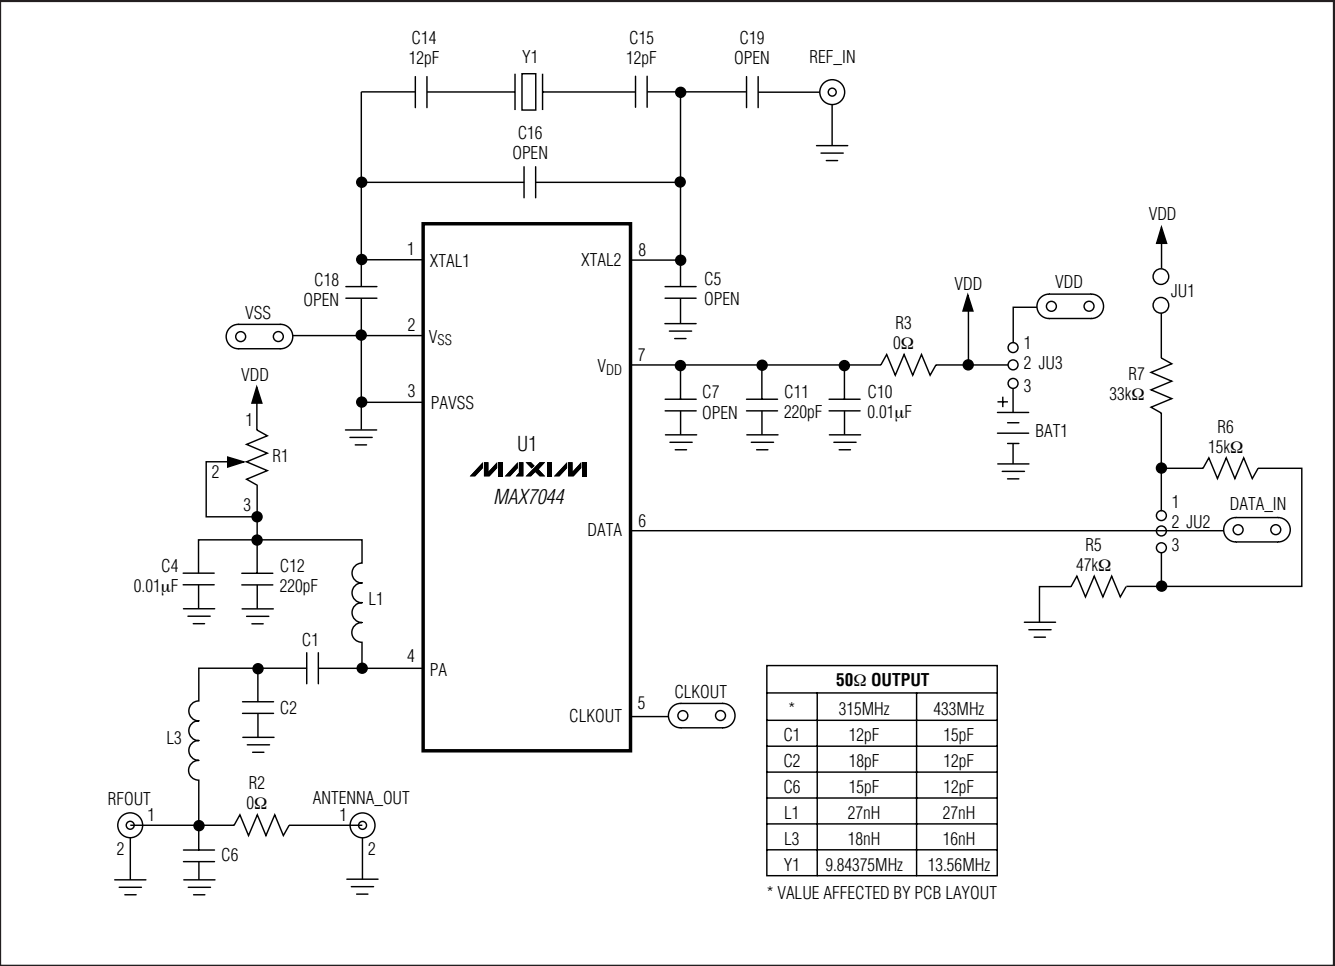 C14
12pF
Y1
C15
12pF
C19
OPEN
REF_IN
C16
OPEN
VDD
1
XTAL1
XTAL2
8
C18
OPEN
C5
OPEN
VSS
2
VSS
VDD
7
R3
0Ω
VDD
VDD
1
2 JU3
3
JU1
R7
33kΩ
VDD
1
R1
2
3
3
PAVSS
C7
OPEN
C11
220pF
C10
0.01µF
+
BAT1
U1
MAXIM
MAX7044
R6
15kΩ
DATA
6
1
2 JU2
3
DATA_IN
R5
47kΩ
C4
0.01µF
C12
220pF
L1
C1
4
PA
C2
L3
CLKOUT
5
CLKOUT
R2
0Ω
RFOUT
1
2
ANTENNA_OUT
1
2
C6
50Ω OUTPUT
* 315MHz 433MHz
C1 12pF 15pF
C2 18pF 12pF
C6 15pF 12pF
L1 27nH 27nH
L3 18nH 16nH
Y1 9.84375MHz 13.56MHz
* VALUE AFFECTED BY PCB LAYOUT